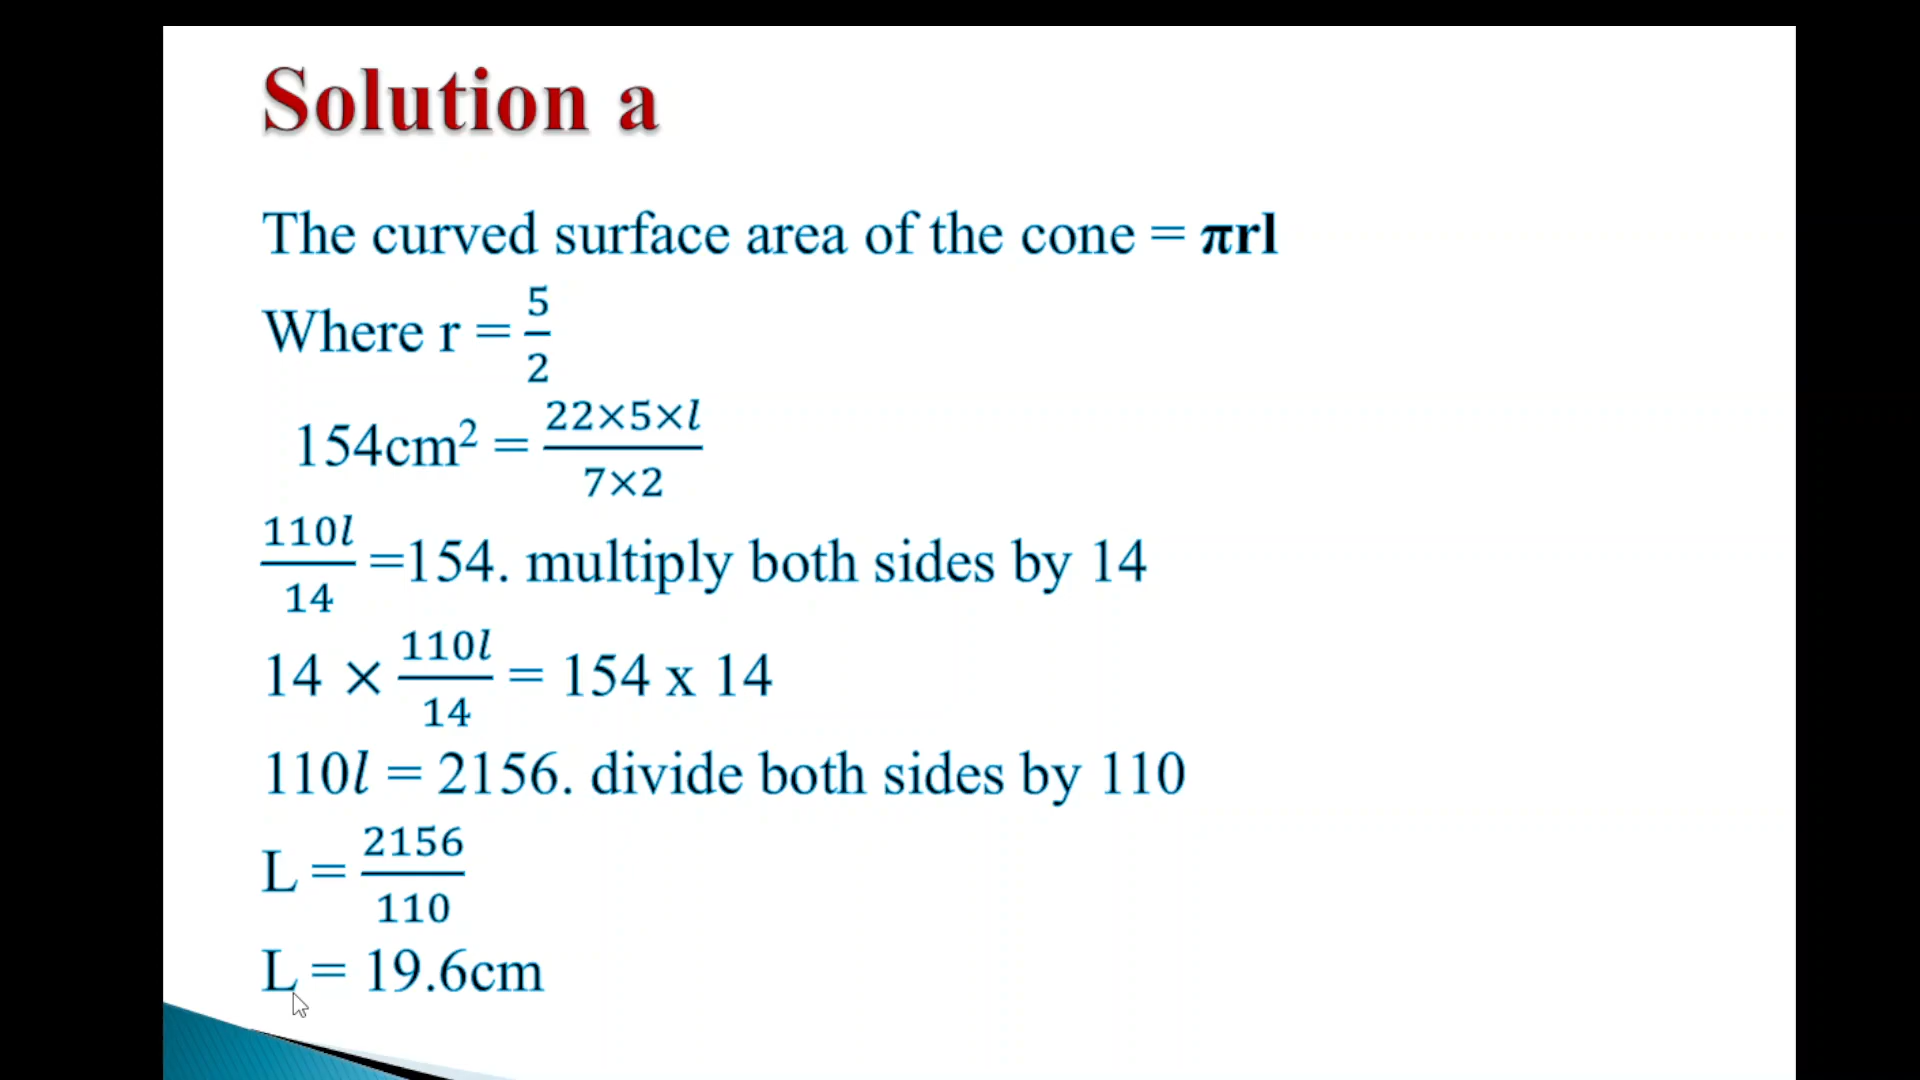 Solution a
The curved surface area of the cone = πrl
Where r = 5/2
154cm² = 22×5×l/7×2
110l/14 =154. multiply both sides by 14
14 × 110l/14 = 154 x 14
110l = 2156. divide both sides by 110
L = 2156/110
L = 19.6cm